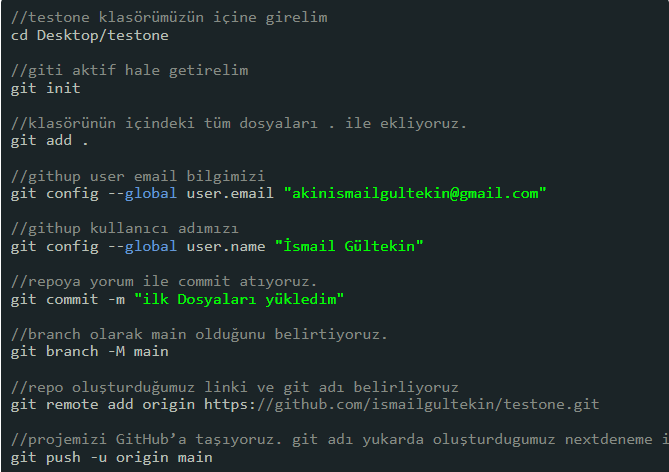 //testone klasörümüzün içine girelim
cd Desktop/testone
//giti aktif hale getirelim
git init
//klasörünün içindeki tüm dosyaları . ile ekliyoruz.
git add .
//githup user email bilgimizi
git config --global user.email "akinismailgultekin@gmail.com"
//githup kullanıcı adımızı
git config --global user.name "İsmail Gültekin"
//repoya yorum ile commit atıyoruz.
git commit -m "ilk Dosyaları yükledim"
//branch olarak main olduğunu belirtiyoruz.
git branch -M main
//repo oluşturduğumuz linki ve git adı belirliyoruz
git remote add origin https://github.com/ismailgultekin/testone.git
//projemizi GitHub’a taşıyoruz. git adı yukarda oluşturdugumuz nextdeneme i
git push -u origin main